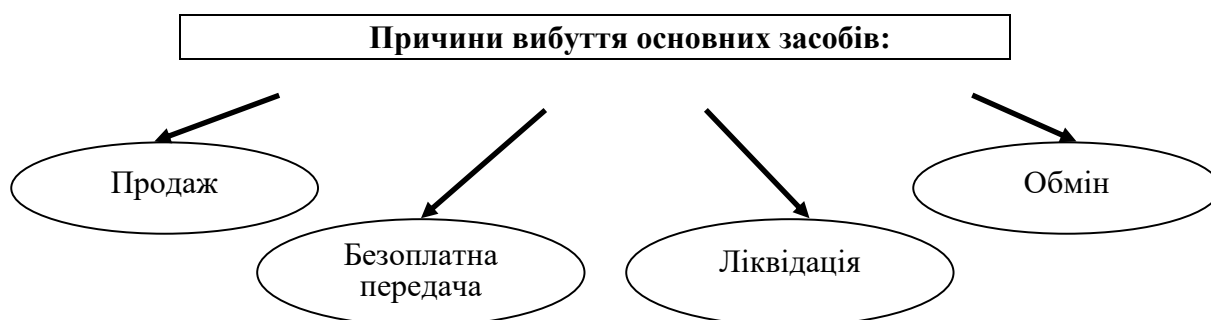 Причини вибуття основних засобів:
Продаж
Обмін
Безоплатна
передача
Ліквідація